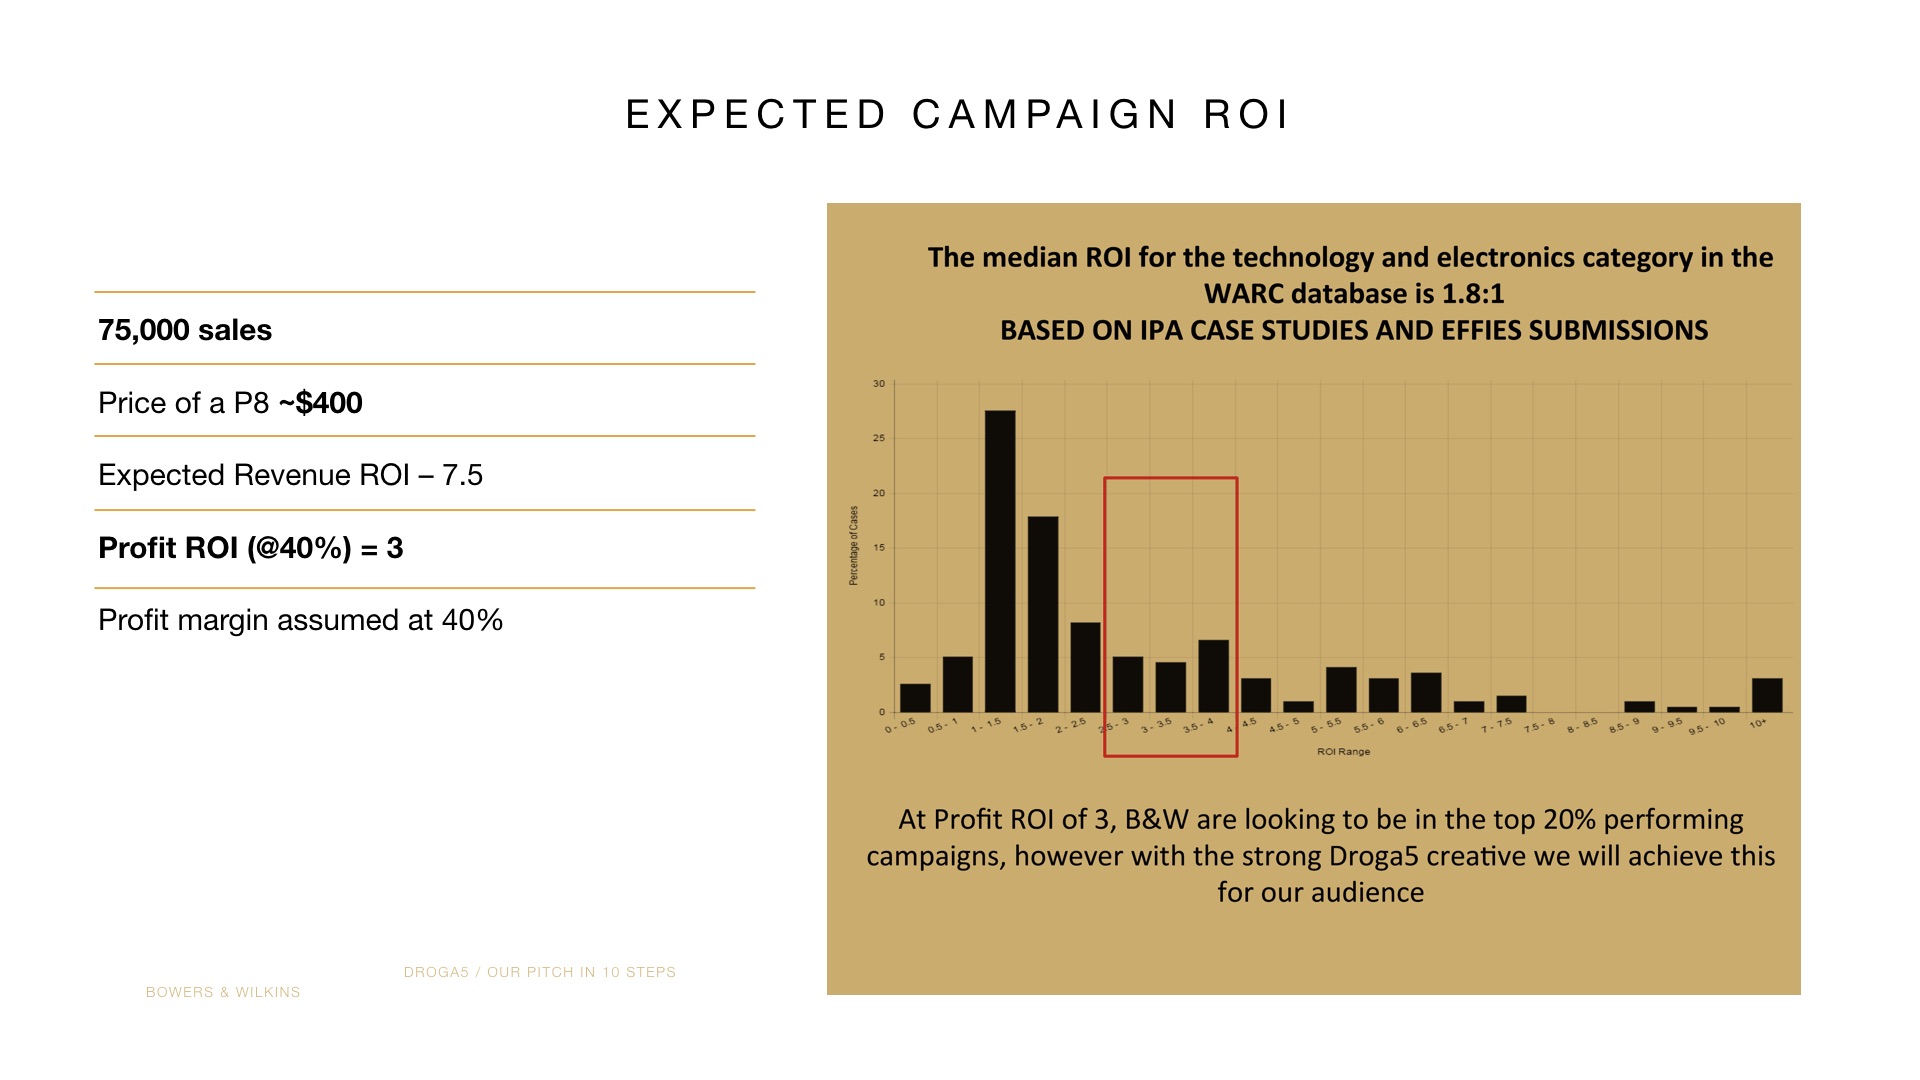 EXPECTED CAMPAIGN ROI
75,000 sales
Price of a P8 ~$400
Expected Revenue ROI – 7.5
Profit ROI (@40%) = 3
Profit margin assumed at 40%
The median ROI for the technology and electronics category in the
WARC database is 1.8:1
BASED ON IPA CASE STUDIES AND EFFIES SUBMISSIONS
Percentage of Cases
30
25
20
15
10
5
0
0 - 0.5
0.5 - 1
1 - 1.5
1.5 - 2
2 - 2.5
2.5 - 3
3 - 3.5
3.5 - 4
4 - 4.5
4.5 - 5
5 - 5.5
5.5 - 6
6 - 6.5
6.5 - 7
7 - 7.5
7.5 - 8
8 - 8.5
8.5 - 9
9 - 9.5
9.5 - 10
10+
ROI Range
At Profit ROI of 3, B&W are looking to be in the top 20% performing
campaigns, however with the strong Droga5 creative we will achieve this
for our audience
DROGA5 / OUR PITCH IN 10 STEPS
BOWERS & WILKINS